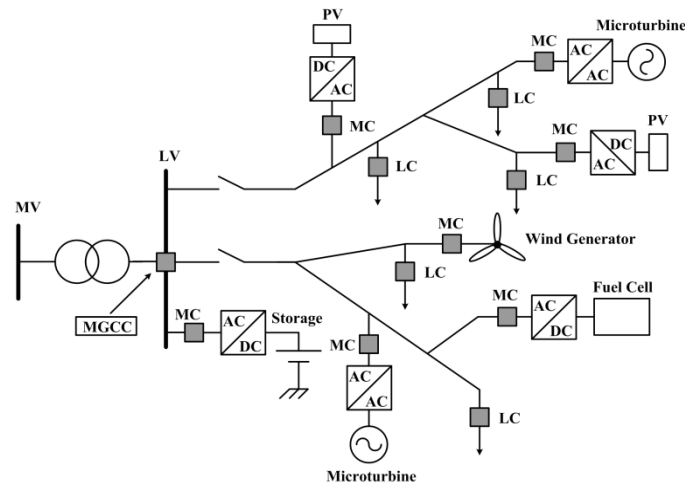 PV
Microturbine
MC
AC
AC
DC
AC
LC
PV
MC
MC
DC
AC
LV
LC
LC
MV
MC
Wind Generator
LC
MGCC
MC
AC
DC
Storage
MC
Fuel Cell
AC
DC
MC
AC
AC
LC
Microturbine